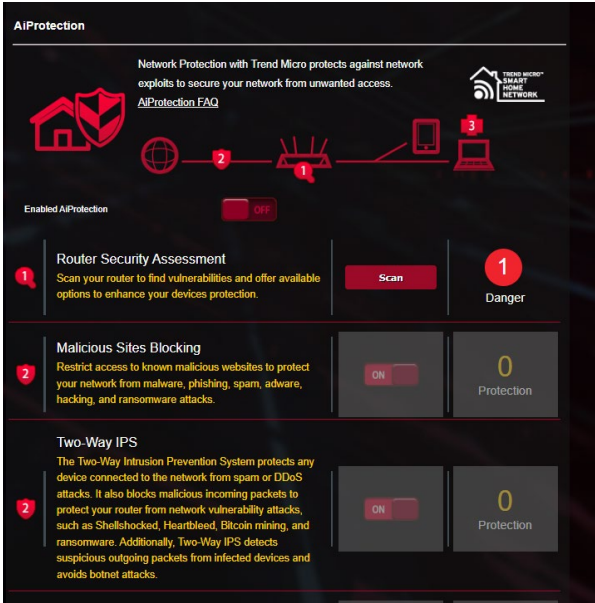 AiProtection
Network Protection with Trend Micro protects against network
exploits to secure your network from unwanted access.
AiProtection FAQ
TREND MICRO™
SMART
HOME
NETWORK
3
2
1
Enabled AiProtection
OFF
1
Router Security Assessment
Scan your router to find vulnerabilities and offer available
options to enhance your devices protection.
Scan
1
Danger
2
Malicious Sites Blocking
Restrict access to known malicious websites to protect
your network from malware, phishing, spam, adware,
hacking, and ransomware attacks.
ON
0
Protection
2
Two-Way IPS
The Two-Way Intrusion Prevention System protects any
device connected to the network from spam or DDoS
attacks. It also blocks malicious incoming packets to
protect your router from network vulnerability attacks,
such as Shellshocked, Heartbleed, Bitcoin mining, and
ransomware. Additionally, Two-Way IPS detects
suspicious outgoing packets from infected devices and
avoids botnet attacks.
ON
0
Protection